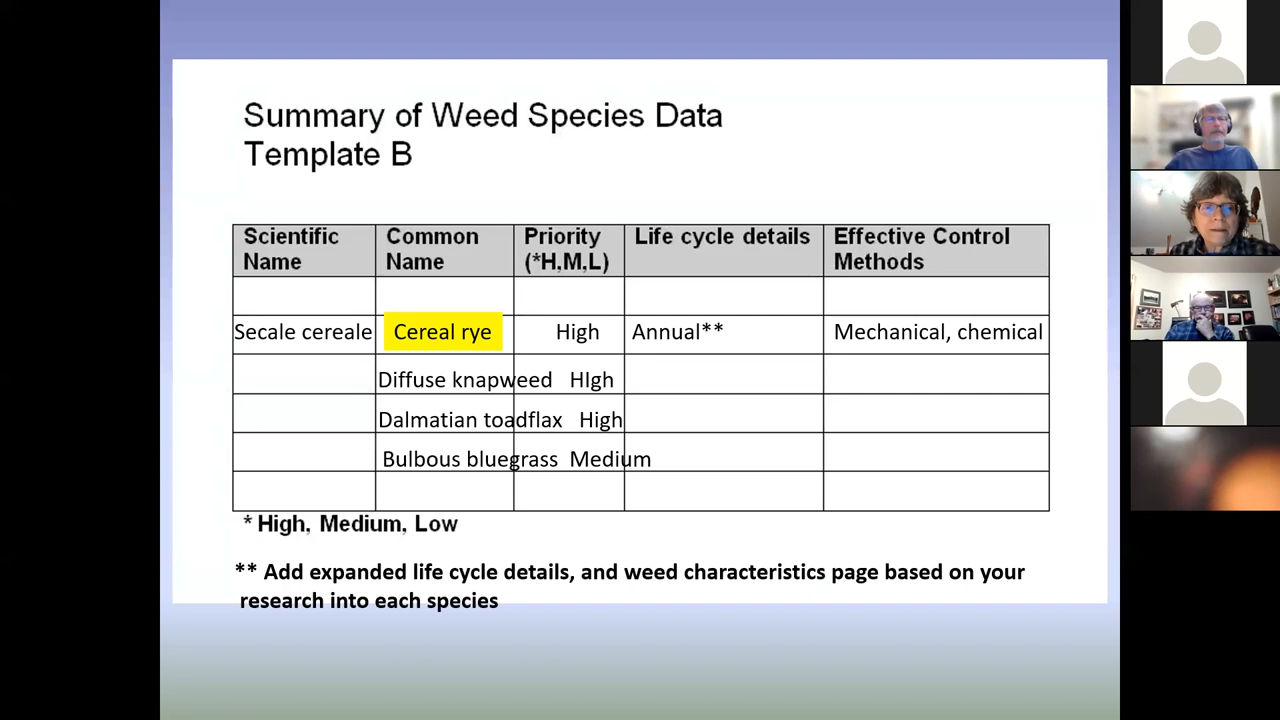 Summary of Weed Species Data
Template B
Scientific Name
Common Name
Priority (*H,M,L)
Life cycle details
Effective Control Methods
Secale cereale
Cereal rye
High
Annual**
Mechanical, chemical
Diffuse knapweed
HIgh
Dalmatian toadflax
High
Bulbous bluegrass
Medium
* High, Medium, Low
** Add expanded life cycle details, and weed characteristics page based on your
research into each species